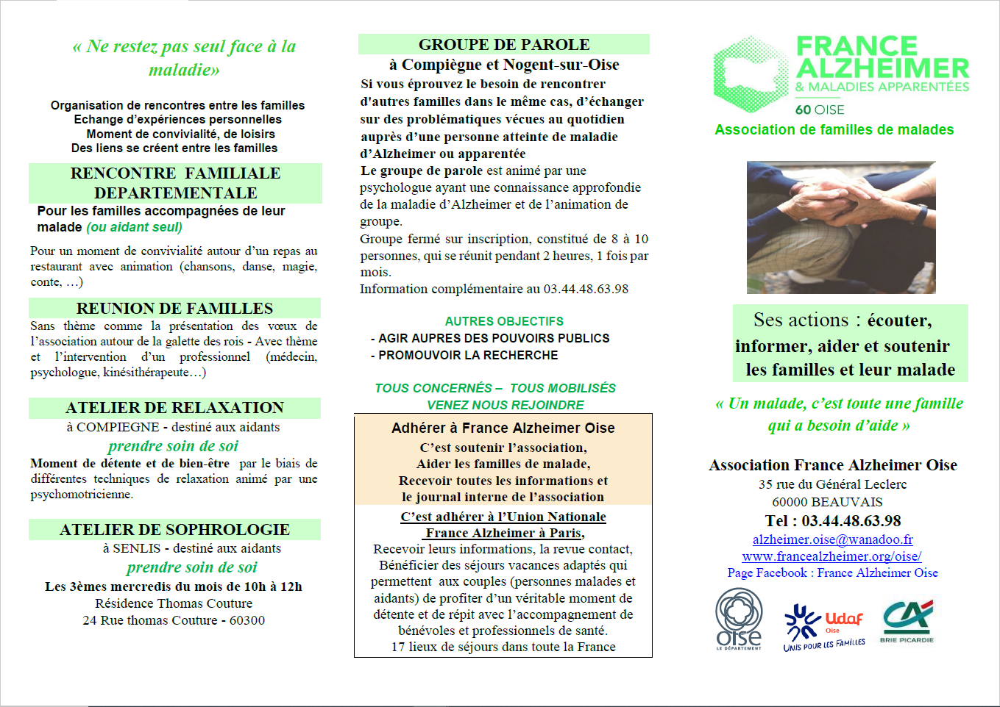 « Ne restez pas seul face à la
maladie»
Organisation de rencontres entre les familles
Echange d’expériences personnelles
Moment de convivialité, de loisirs
Des liens se créent entre les familles
RENCONTRE FAMILIALE
DEPARTEMENTALE
Pour les familles accompagnées de leur
malade (ou aidant seul)
Pour un moment de convivialité autour d’un repas au
restaurant avec animation (chansons, danse, magie,
conte, …)
REUNION DE FAMILLES
Sans thème comme la présentation des vœux de
l’association autour de la galette des rois - Avec thème
et l’intervention d’un professionnel (médecin,
psychologue, kinésithérapeute…)
ATELIER DE RELAXATION
à COMPIEGNE - destiné aux aidants
prendre soin de soi
Moment de détente et de bien-être par le biais de
différentes techniques de relaxation animé par une
psychomotricienne.
ATELIER DE SOPHROLOGIE
à SENLIS - destiné aux aidants
prendre soin de soi
Les 3èmes mercredis du mois de 10h à 12h
Résidence Thomas Couture
24 Rue thomas Couture - 60300
GROUPE DE PAROLE
à Compiègne et Nogent-sur-Oise
Si vous éprouvez le besoin de rencontrer
d'autres familles dans le même cas, d’échanger
sur des problématiques vécues au quotidien
auprès d’une personne atteinte de maladie
d’Alzheimer ou apparentée
Le groupe de parole est animé par une
psychologue ayant une connaissance approfondie
de la maladie d’Alzheimer et de l’animation de
groupe.
Groupe fermé sur inscription, constitué de 8 à 10
personnes, qui se réunit pendant 2 heures, 1 fois par
mois.
Information complémentaire au 03.44.48.63.98
AUTRES OBJECTIFS
- AGIR AUPRES DES POUVOIRS PUBLICS
- PROMOUVOIR LA RECHERCHE
TOUS CONCERNÉS – TOUS MOBILISÉS
VENEZ NOUS REJOINDRE
Adhérer à France Alzheimer Oise
C’est soutenir l’association,
Aider les familles de malade,
Recevoir toutes les informations et
le journal interne de l’association
C’est adhérer à l’Union Nationale
France Alzheimer à Paris,
Recevoir leurs informations, la revue contact,
Bénéficier des séjours vacances adaptés qui
permettent aux couples (personnes malades et
aidants) de profiter d’un véritable moment de
détente et de répit avec l’accompagnement de
bénévoles et professionnels de santé.
17 lieux de séjours dans toute la France
FRANCE
ALZHEIMER
& MALADIES APPARENTÉES
60 OISE
Association de familles de malades
Ses actions : écouter,
informer, aider et soutenir
les familles et leur malade
« Un malade, c’est toute une famille
qui a besoin d’aide »
Association France Alzheimer Oise
35 rue du Général Leclerc
60000 BEAUVAIS
Tel : 03.44.48.63.98
alzheimer.oise@wanadoo.fr
www.francealzheimer.org/oise/
Page Facebook : France Alzheimer Oise
oise
LE DÉPARTEMENT
Udaf
Oise
UNIS POUR LES FAMILLES
CA
BRIE PICARDIE